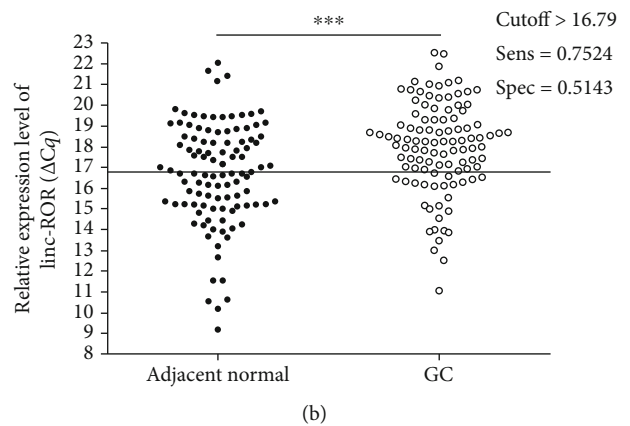 ***
Cutoff > 16.79
Sens = 0.7524
Spec = 0.5143
Relative expression level of
linc-ROR (ΔCq)
23
22
21
20
19
18
17
16
15
14
13
12
11
10
9
8
Adjacent normal
GC
(b)